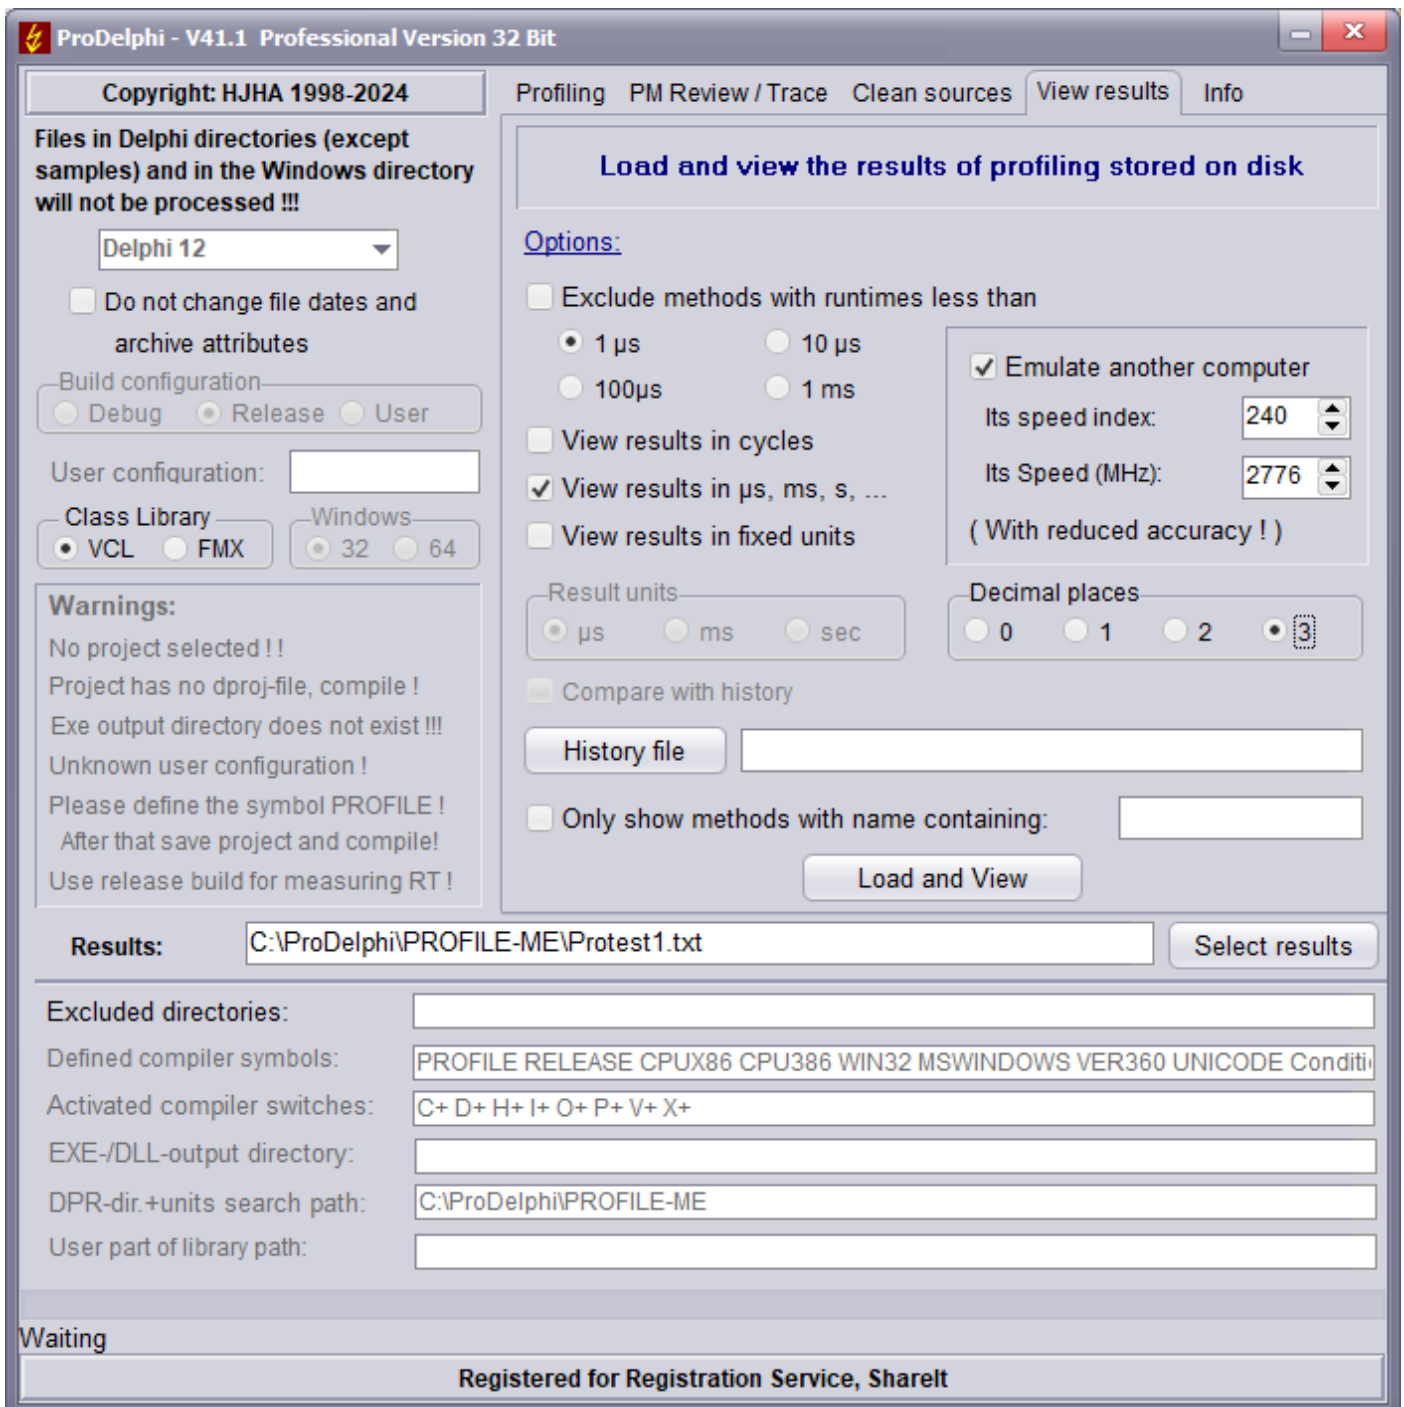 ProDelphi - V41.1  Professional Version 32 Bit
Copyright: HJHA 1998-2024
Files in Delphi directories (except
samples) and in the Windows directory
will not be processed !!!
Delphi 12
Do not change file dates and
archive attributes
Build configuration
Debug Release User
User configuration:
Class Library
VCL FMX
Windows
32 64
Warnings:
No project selected ! !
Project has no dproj-file, compile !
Exe output directory does not exist !!!
Unknown user configuration !
Please define the symbol PROFILE !
After that save project and compile!
Use release build for measuring RT !
Profiling PM Review / Trace Clean sources View results Info
Load and view the results of profiling stored on disk
Options:
Exclude methods with runtimes less than
1 µs 10 µs
100µs 1 ms
View results in cycles
View results in µs, ms, s, ...
View results in fixed units
Emulate another computer
Its speed index: 240
Its Speed (MHz): 2776
( With reduced accuracy ! )
Result units
µs ms sec
Decimal places
0 1 2 3
Compare with history
History file
Only show methods with name containing:
Load and View
Results: C:\ProDelphi\PROFILE-ME\Protest1.txt Select results
Excluded directories:
Defined compiler symbols: PROFILE RELEASE CPUX86 CPU386 WIN32 MSWINDOWS VER360 UNICODE Conditi
Activated compiler switches: C+ D+ H+ I+ O+ P+ V+ X+
EXE-/DLL-output directory:
DPR-dir.+units search path: C:\ProDelphi\PROFILE-ME
User part of library path:
Waiting
Registered for Registration Service, ShareIt